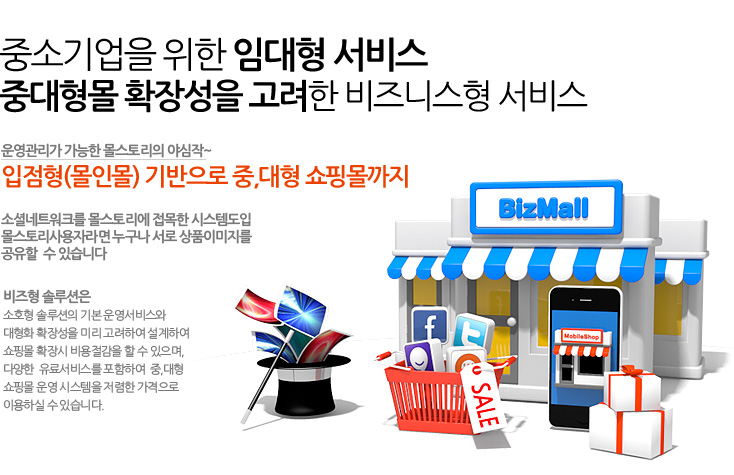 중소기업을 위한 임대형 서비스
중대형몰 확장성을 고려한 비즈니스형 서비스
운영관리가 가능한 몰스토리의 야심작~
입점형(몰인몰) 기반으로 중,대형 쇼핑몰까지
소셜네트워크를 몰스토리에 접목한 시스템도입
몰스토리사용자라면 누구나 서로 상품이미지를
공유할 수 있습니다
비즈형 솔루션은
소호형 솔루션의 기본 운영서비스와
대형화 확장성을 미리 고려하여 설계하여
쇼핑몰 확장시 비용절감을 할 수 있으며,
다양한 유료서비스를 포함하여 중,대형
쇼핑몰 운영 시스템을 저렴한 가격으로
이용하실 수 있습니다.
BizMall
MobileShop
SALE